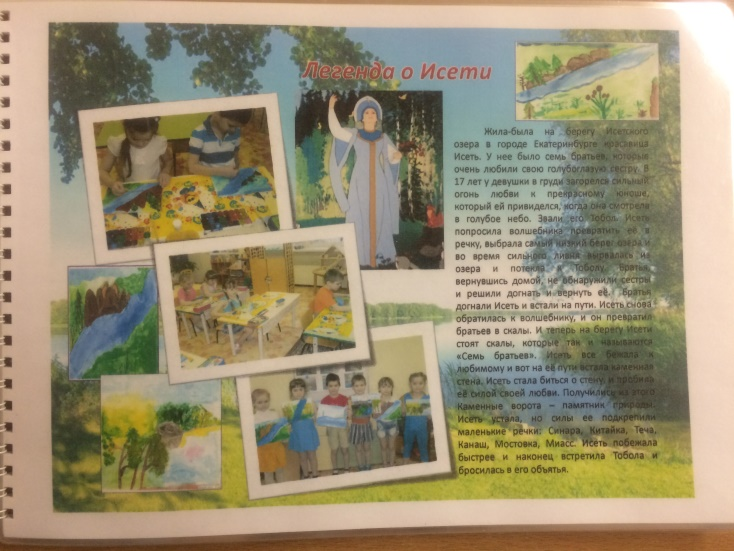 Легенда о Исети
Жила-была на берегу Исетского
озера в городе Екатеринбурге красавица
Исеть. У нее было семь братьев, которые
очень любили свою голубоглазую сестру. В
17 лет у девушки в груди загорелся сильный
огонь любви к прекрасному юноше,
который ей привиделся, когда она смотрела
в голубое небо. Звали его Тобол. Исеть
попросила волшебника превратить её в
речку, выбрала самый низкий берег озера и
во время сильного ливня вырвалась из
озера и потекла к Тоболу. Братья,
вернувшись домой, не обнаружили сестры
и решили догнать и вернуть её. Братья
догнали Исеть и встали на пути. Исеть снова
обратилась к волшебнику, и он превратил
братьев в скалы. И теперь на берегу Исети
стоят скалы, которые так и называются
«Семь братьев». Исеть все бежала к
любимому и вот на её пути встала каменная
стена. Исеть стала биться о стену, и пробила
её силой своей любви. Получились из этого
Каменные ворота – памятник природы.
Исеть устала, но силы ее подкрепили
маленькие речки: Синара, Китайка, Теча,
Канаш, Мостовка, Миасс. Исеть побежала
быстрее и наконец встретила Тобола и
бросилась в его объятья.